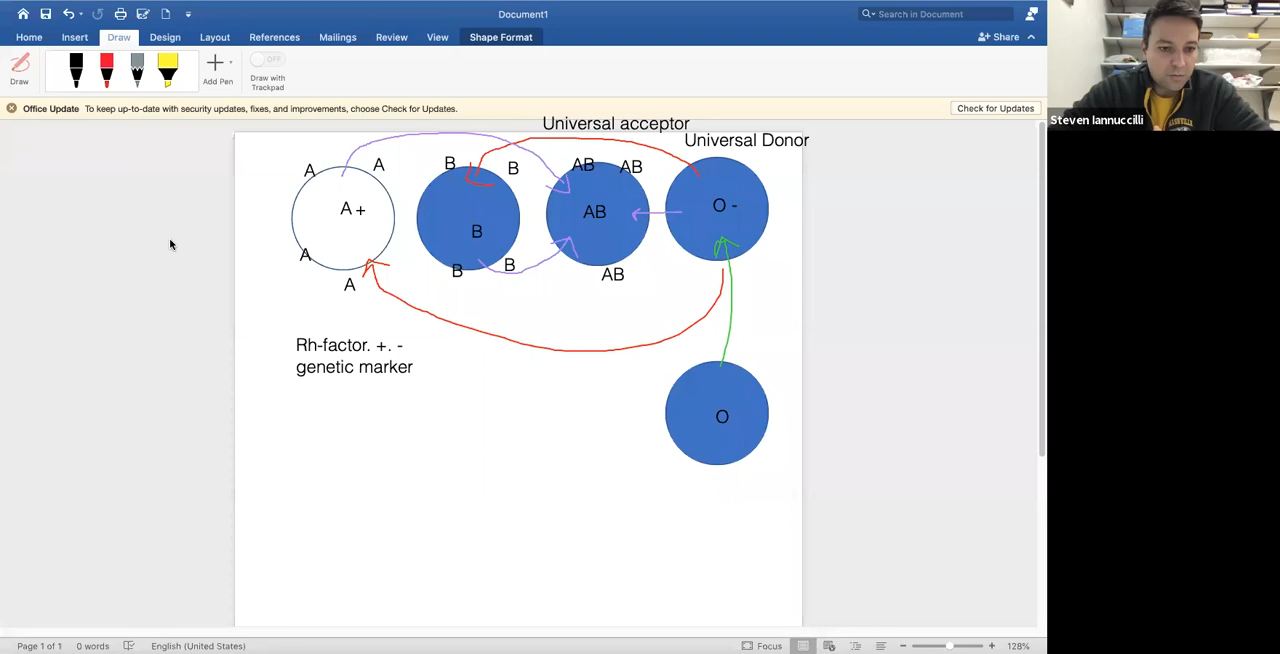 Document1
Search in Document
Home Insert Draw Design Layout References Mailings Review View Shape Format Share
Draw Add Pen OFF Draw with Trackpad
Office Update To keep up-to-date with security updates, fixes, and improvements, choose Check for Updates. Check for Updates
Steven Iannuccilli
Universal acceptor
Universal Donor
A A B B AB AB
A + B AB O -
A A B B AB
Rh-factor. +. -
genetic marker
O
Page 1 of 1 0 words English (United States) Focus 128%